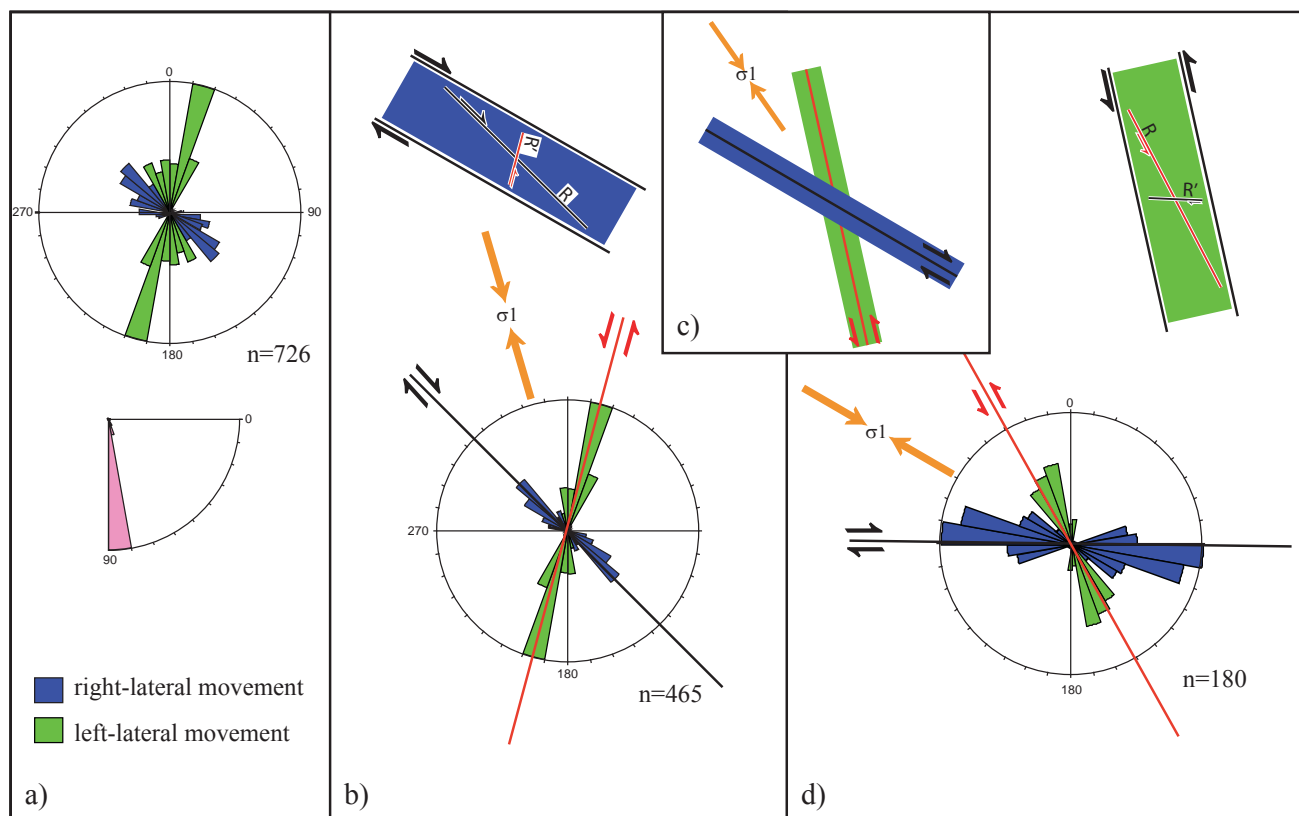 0
270
90
180
n=726
0
90
right-lateral movement
left-lateral movement
a)
R'
R
σ1
270
180
n=465
b)
σ1
c)
R
R'
σ1
0
180
n=180
d)